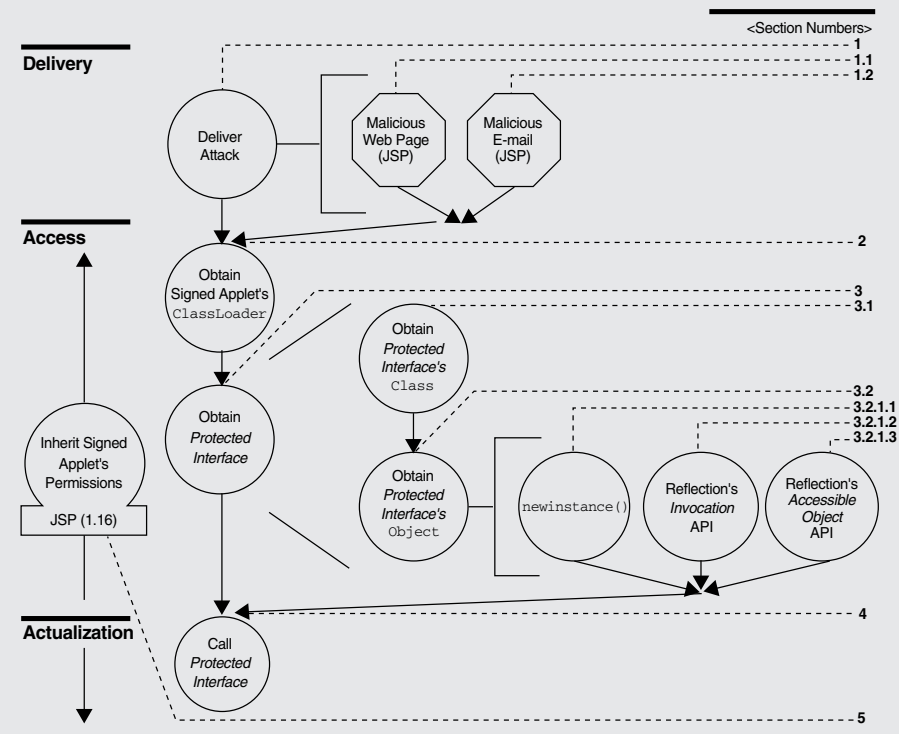 <Section Numbers>
Delivery
1
1.1
1.2
Deliver
Attack
Malicious
Web Page
(JSP)
Malicious
E-mail
(JSP)
Access
2
Obtain
Signed Applet's
ClassLoader
3
3.1
Obtain
Protected
Interface's
Class
3.2
3.2.1.1
3.2.1.2
3.2.1.3
Inherit Signed
Applet's
Permissions
JSP (1.16)
Obtain
Protected
Interface
Obtain
Protected
Interface's
Object
newinstance()
Reflection's
Invocation
API
Reflection's
Accessible
Object
API
4
Actualization
Call
Protected
Interface
5